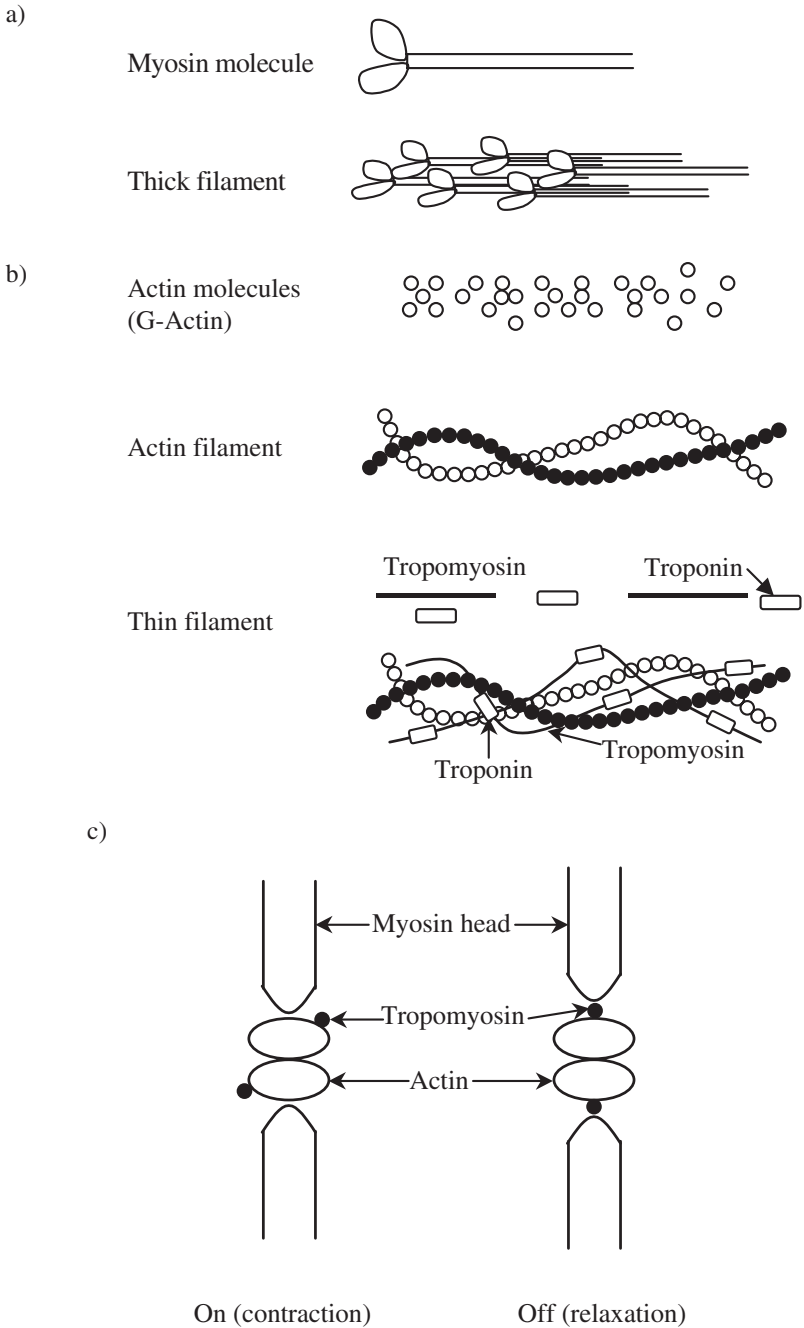 a)
Myosin molecule
Thick filament
b)
Actin molecules
(G-Actin)
Actin filament
Tropomyosin
Troponin
Thin filament
Tropomyosin
Troponin
c)
Myosin head
Tropomyosin
Actin
On (contraction)
Off (relaxation)